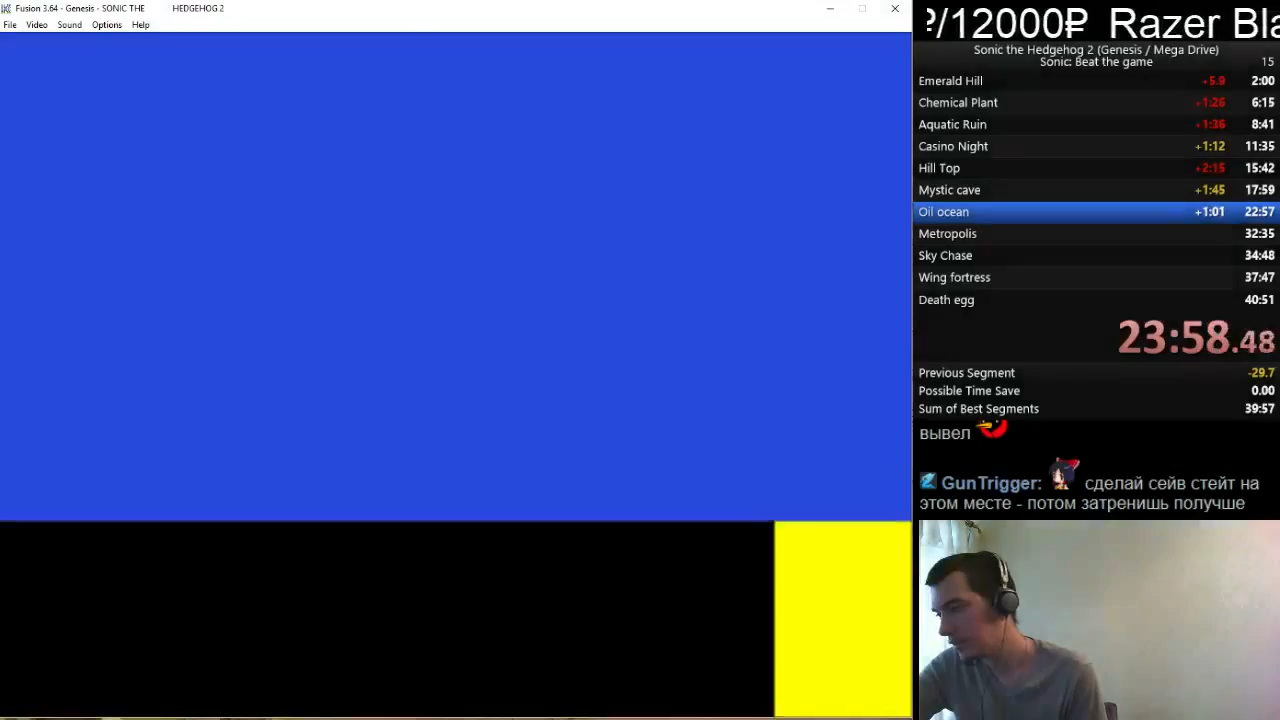 Fusion 3.64 - Genesis - SONIC THE HEDGEHOG 2
File Video Sound Options Help
₽/12000₽ Razer Bla
Sonic the Hedgehog 2 (Genesis / Mega Drive)
Sonic: Beat the game 15
Emerald Hill +5.9 2:00
Chemical Plant +1:26 6:15
Aquatic Ruin +1:36 8:41
Casino Night +1:12 11:35
Hill Top +2:15 15:42
Mystic cave +1:45 17:59
Oil ocean +1:01 22:57
Metropolis 32:35
Sky Chase 34:48
Wing fortress 37:47
Death egg 40:51
23:58.48
Previous Segment -29.7
Possible Time Save 0.00
Sum of Best Segments 39:57
вывел
GunTrigger: сделай сейв стейт на
этом месте - потом затренишь получше